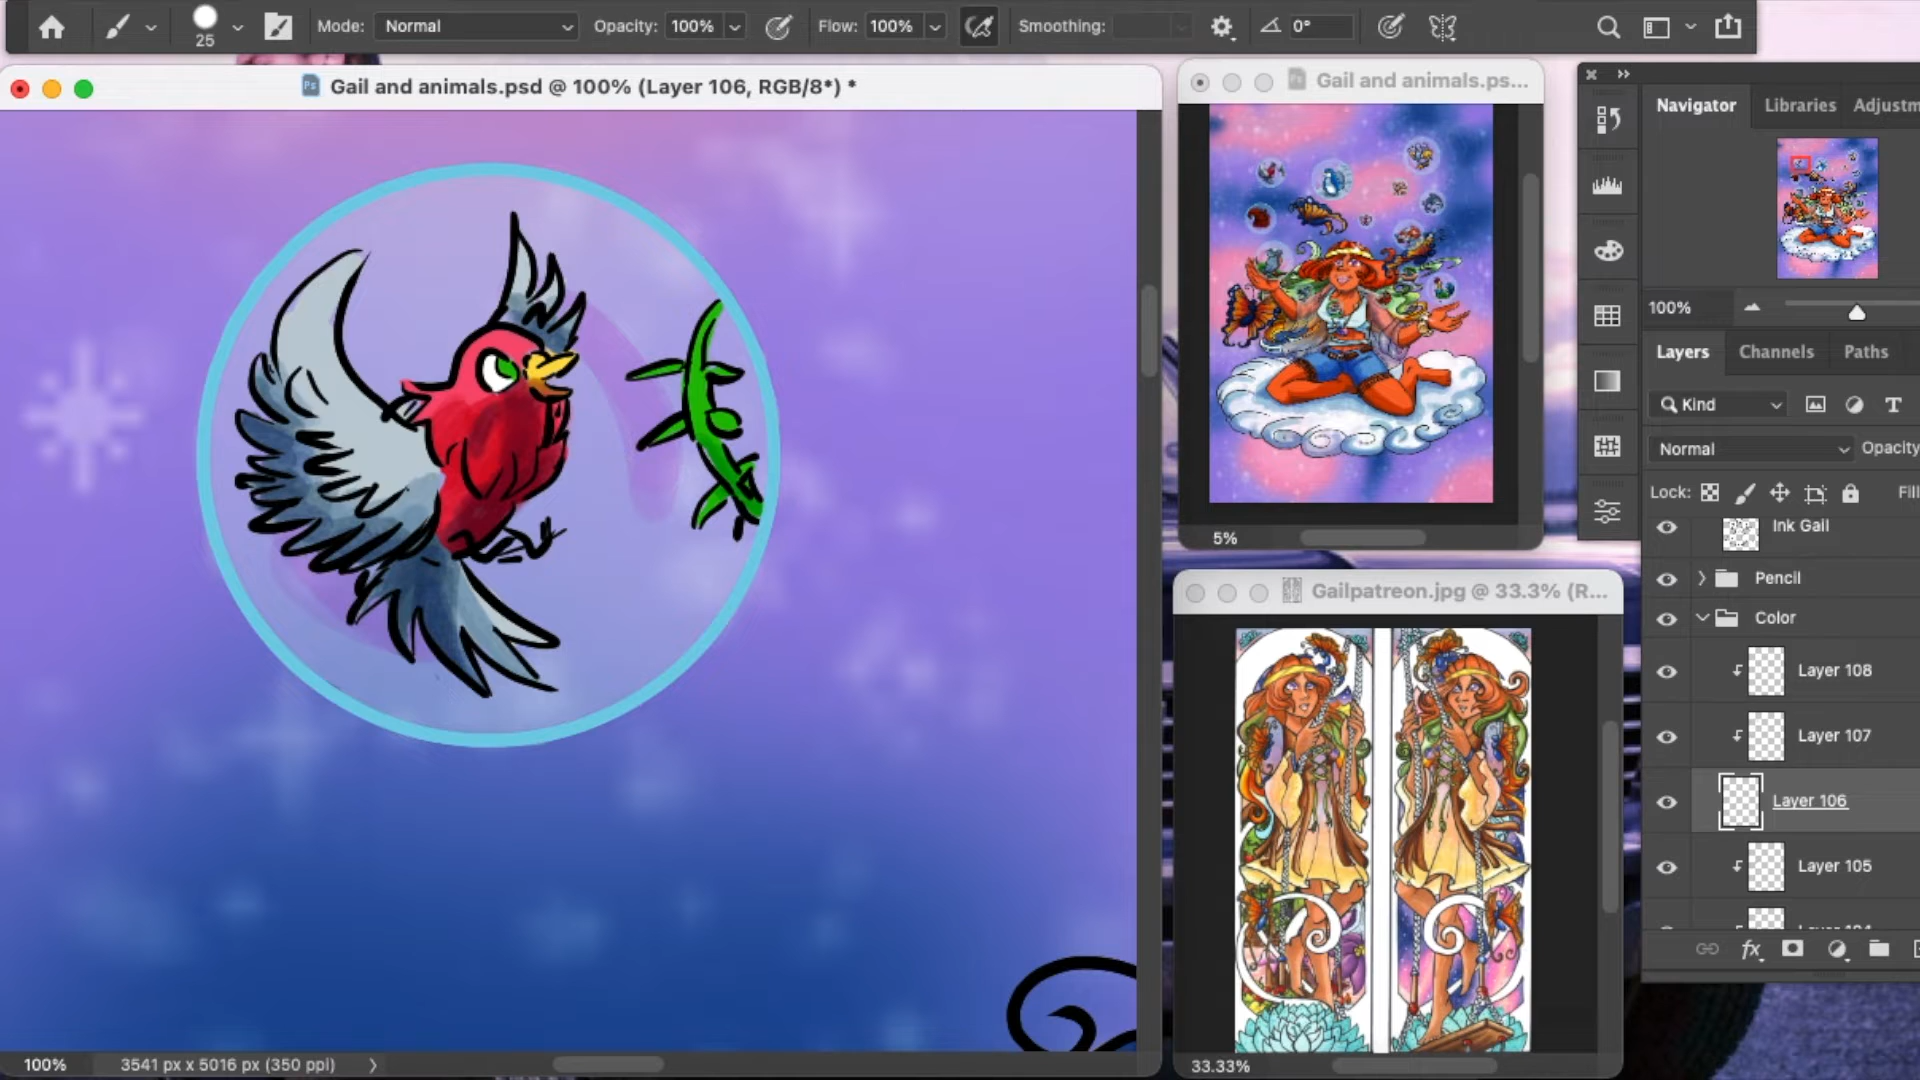 25
Mode: Normal
Opacity: 100%
Flow: 100%
Smoothing:
0°
Gail and animals.psd @ 100% (Layer 106, RGB/8*) *
100%
3541 px x 5016 px (350 ppi)
Gail and animals.ps...
5%
Gailpatreon.jpg @ 33.3% (R...
33.33%
Navigator
Libraries
Adjustm
100%
Layers
Channels
Paths
Kind
Normal
Opacity
Lock:
Fill
Ink Gail
Pencil
Color
Layer 108
Layer 107
Layer 106
Layer 105